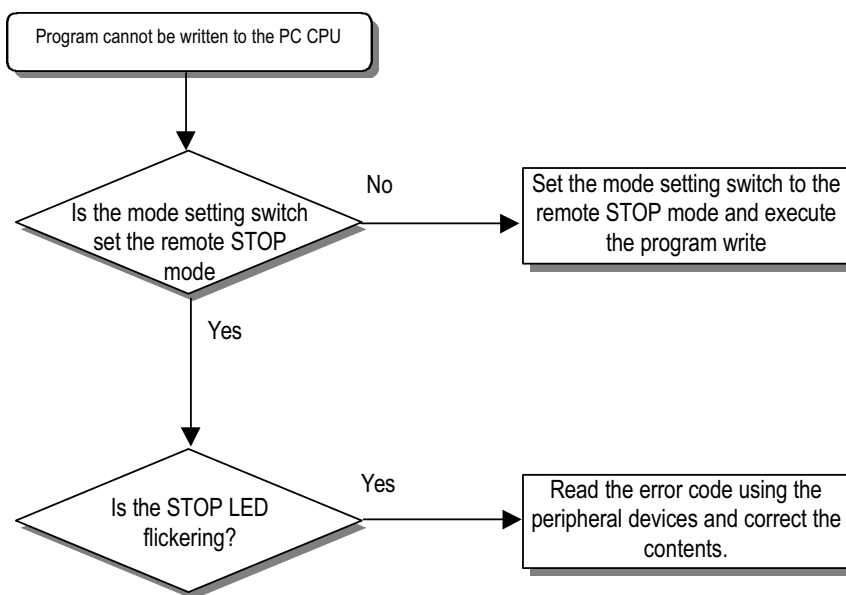 Program cannot be written to the PC CPU
Is the mode setting switch
set the remote STOP
mode
No
Set the mode setting switch to the
remote STOP mode and execute
the program write
Yes
Is the STOP LED
flickering?
Yes
Read the error code using the
peripheral devices and correct the
contents.